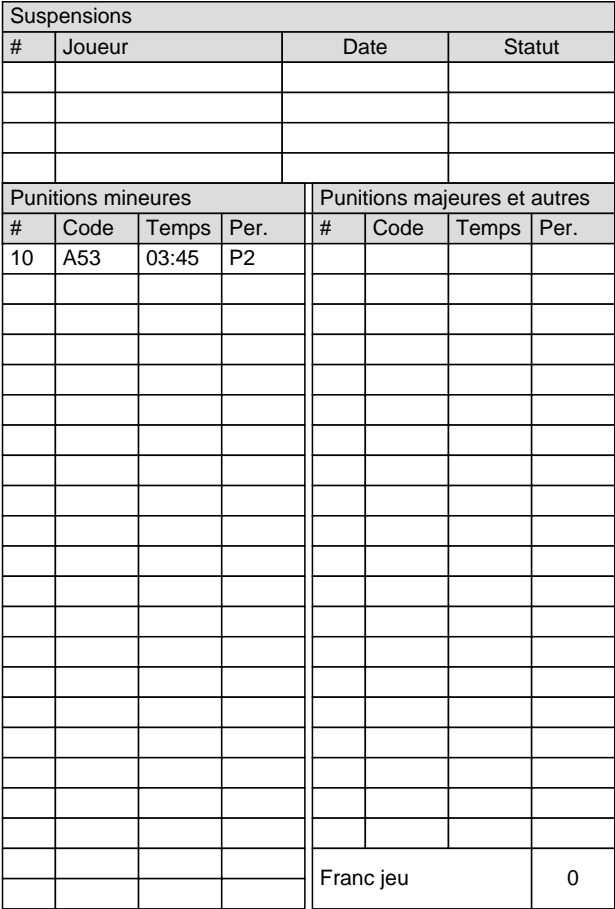 Suspensions
# Joueur Date Statut
Punitions mineures
# Code Temps Per.
10 A53 03:45 P2
Punitions majeures et autres
# Code Temps Per.
Franc jeu 0